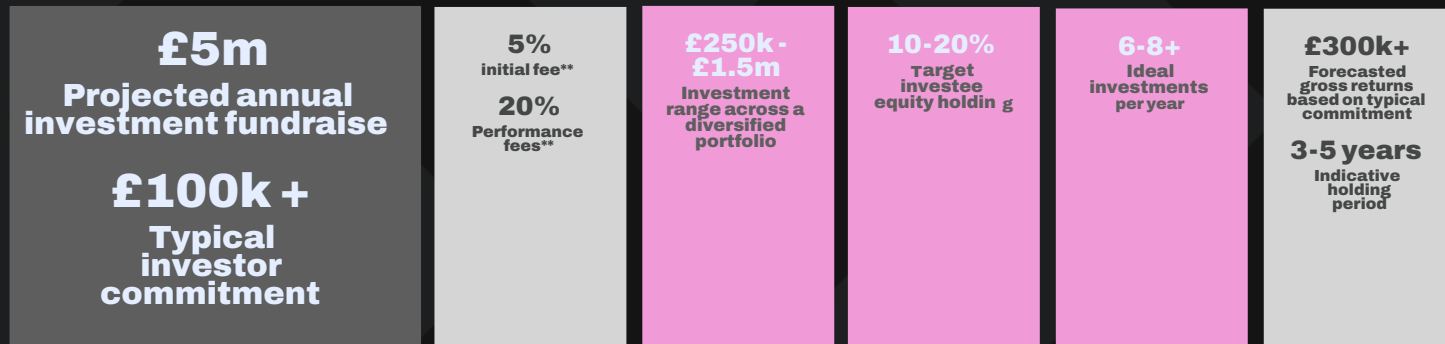 £5m
Projected annual
investment fundraise
£100k +
Typical
investor
commitment
5%
initial fee**
20%
Performance
fees**
£250k -
£1.5m
Investment
range across a
diversified
portfolio
10-20%
Target
investee
equity holdin g
6-8+
Ideal
investments
per year
£300k+
Forecasted
gross returns
based on typical
commitment
3-5 years
Indicative
holding
period